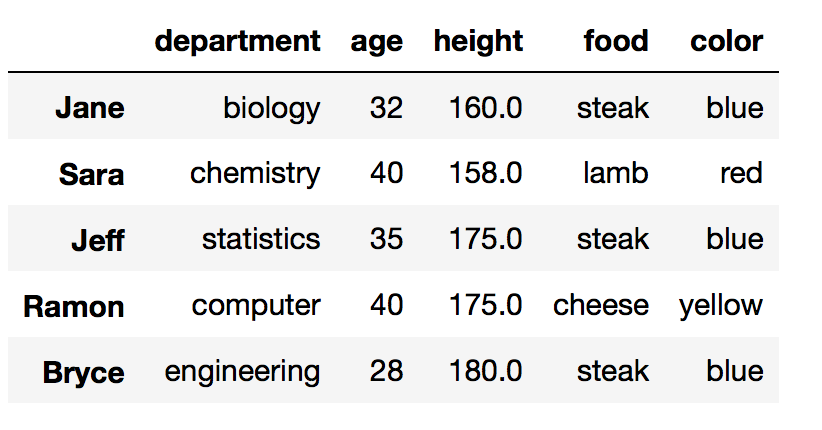 department age height food color
Jane biology 32 160.0 steak blue
Sara chemistry 40 158.0 lamb red
Jeff statistics 35 175.0 steak blue
Ramon computer 40 175.0 cheese yellow
Bryce engineering 28 180.0 steak blue